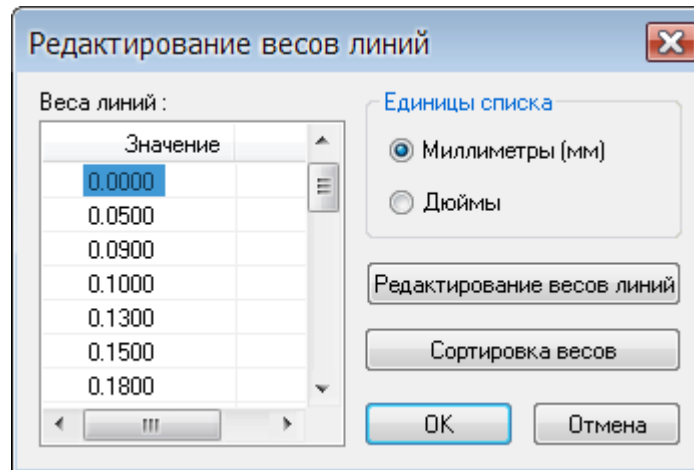 Редактирование весов линий
Веса линий :
Значение
0.0000
0.0500
0.0900
0.1000
0.1300
0.1500
0.1800
Единицы списка
Миллиметры (мм)
Дюймы
Редактирование весов линий
Сортировка весов
OK
Отмена